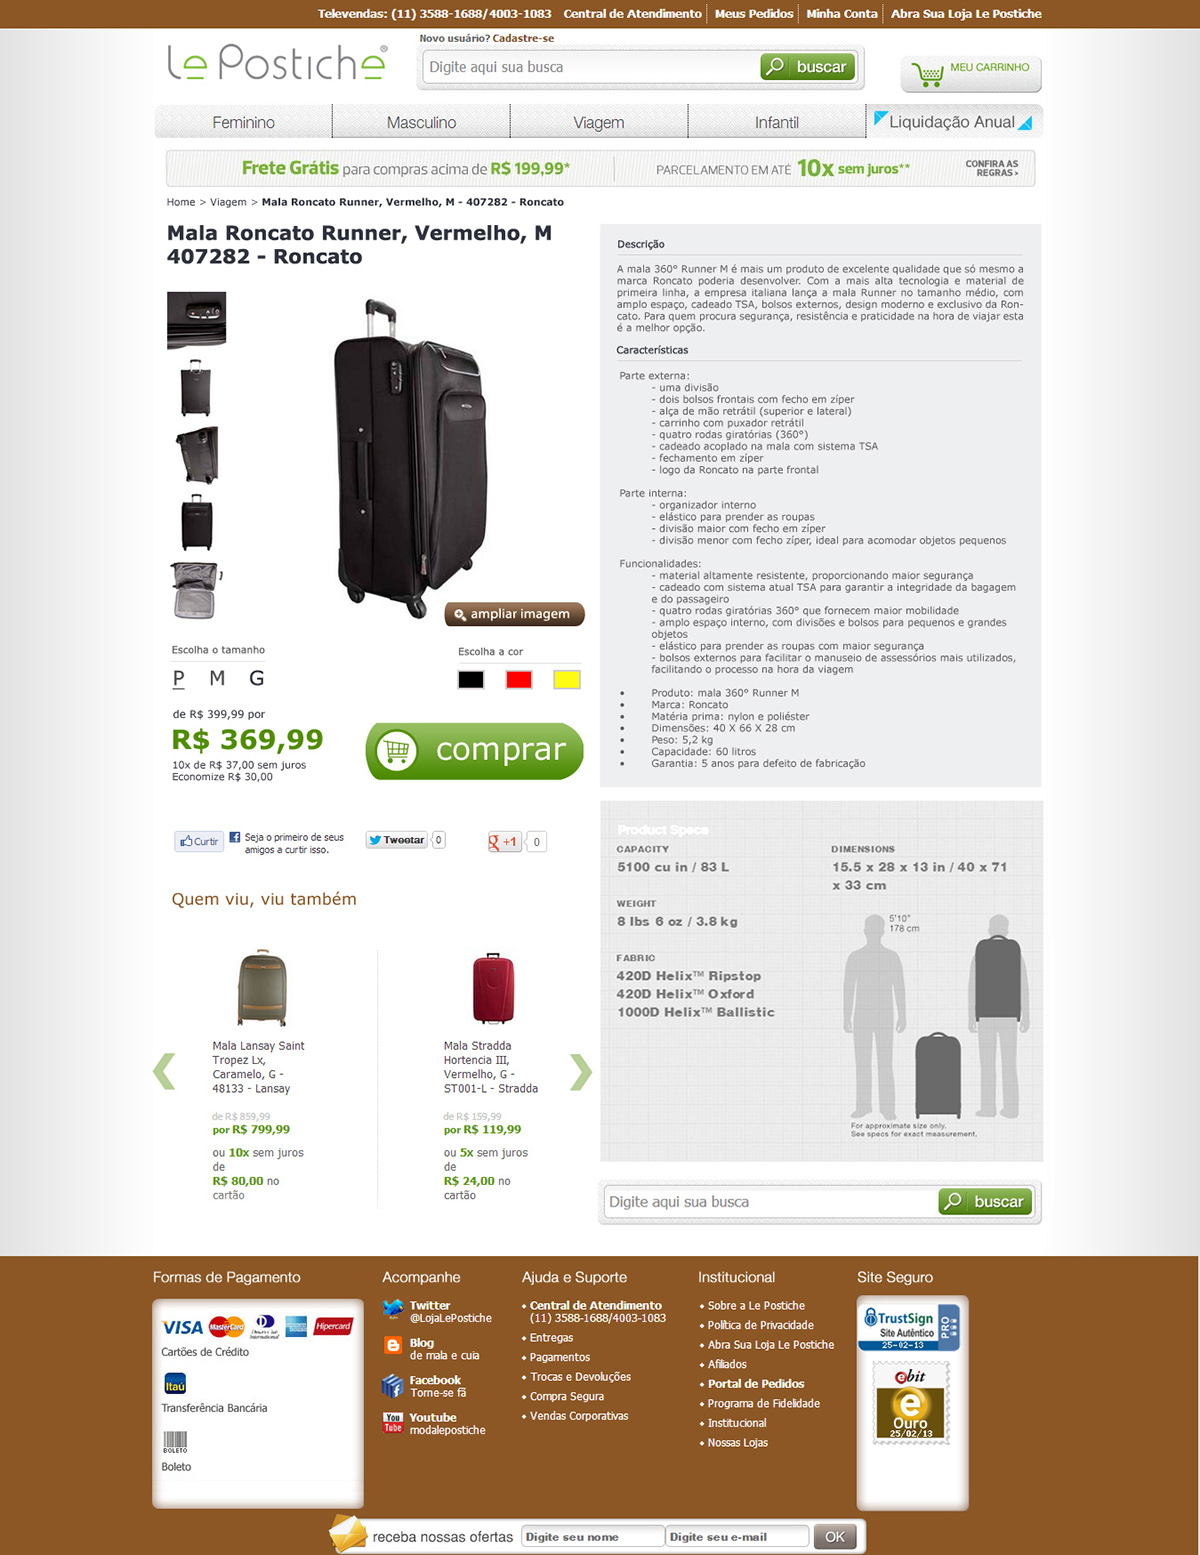 Televendas: (11) 3588-1688/4003-1083 Central de Atendimento Meus Pedidos Minha Conta Abra Sua Loja Le Postiche
Le Postiche®
Novo usuário? Cadastre-se
Digite aqui sua busca
buscar
MEU CARRINHO
Feminino
Masculino
Viagem
Infantil
Liquidação Anual
Frete Grátis para compras acima de R$ 199,99*
PARCELAMENTO EM ATÉ 10x sem juros**
CONFIRA AS
REGRAS >
Home > Viagem > Mala Roncato Runner, Vermelho, M - 407282 - Roncato
Mala Roncato Runner, Vermelho, M
407282 - Roncato
ampliar imagem
Escolha o tamanho
P M G
Escolha a cor
de R$ 399,99 por
R$ 369,99
10x de R$ 37,00 sem juros
Economize R$ 30,00
comprar
Curtir
Seja o primeiro de seus
amigos a curtir isso.
Tweetar
0
+1
0
Descrição
A mala 360° Runner M é mais um produto de excelente qualidade que só mesmo a
marca Roncato poderia desenvolver. Com a mais alta tecnologia e material de
primeira linha, a empresa italiana lança a mala Runner no tamanho médio, com
amplo espaço, cadeado TSA, bolsos externos, design moderno e exclusivo da Ron-
cato. Para quem procura segurança, resistência e praticidade na hora de viajar esta
é a melhor opção.
Características
Parte externa:
- uma divisão
- dois bolsos frontais com fecho em zíper
- alça de mão retrátil (superior e lateral)
- carrinho com puxador retrátil
- quatro rodas giratórias (360°)
- cadeado acoplado na mala com sistema TSA
- fechamento em zíper
- logo da Roncato na parte frontal
Parte interna:
- organizador interno
- elástico para prender as roupas
- divisão maior com fecho em zíper
- divisão menor com fecho zíper, ideal para acomodar objetos pequenos
Funcionalidades:
- material altamente resistente, proporcionando maior segurança
- cadeado com sistema atual TSA para garantir a integridade da bagagem
e do passageiro
- quatro rodas giratórias 360° que fornecem maior mobilidade
- amplo espaço interno, com divisões e bolsos para pequenos e grandes
objetos
- elástico para prender as roupas com maior segurança
- bolsos externos para facilitar o manuseio de assessórios mais utilizados,
facilitando o processo na hora da viagem
• Produto: mala 360° Runner M
• Marca: Roncato
• Matéria prima: nylon e poliéster
• Dimensões: 40 X 66 X 28 cm
• Peso: 5,2 kg
• Capacidade: 60 litros
• Garantia: 5 anos para defeito de fabricação
Product Specs
CAPACITY
5100 cu in / 83 L
DIMENSIONS
15.5 x 28 x 13 in / 40 x 71
x 33 cm
WEIGHT
8 lbs 6 oz / 3.8 kg
FABRIC
420D Helix™ Ripstop
420D Helix™ Oxford
1000D Helix™ Ballistic
5'10"
178 cm
For approximate size only.
See specs for exact measurement.
Quem viu, viu também
Mala Lansay Saint
Tropez Lx,
Caramelo, G -
48133 - Lansay
de R$ 859,99
por R$ 799,99
ou 10x sem juros
de
R$ 80,00 no
cartão
Mala Stradda
Hortencia III,
Vermelho, G -
ST001-L - Stradda
de R$ 159,99
por R$ 119,99
ou 5x sem juros
de
R$ 24,00 no
cartão
Digite aqui sua busca
buscar
Formas de Pagamento
VISA MasterCard Diners Club International AMERICAN EXPRESS Hipercard
Cartões de Crédito
Itaú
Transferência Bancária
BOLETO
Boleto
Acompanhe
Twitter
@LojaLePostiche
Blog
de mala e cuia
Facebook
Torne-se fã
You
Tube
Youtube
modalepostiche
Ajuda e Suporte
Central de Atendimento
(11) 3588-1688/4003-1083
Entregas
Pagamentos
Trocas e Devoluções
Compra Segura
Vendas Corporativas
Institucional
Sobre a Le Postiche
Política de Privacidade
Abra Sua Loja Le Postiche
Afiliados
Portal de Pedidos
Programa de Fidelidade
Institucional
Nossas Lojas
Site Seguro
TrustSign
Site Autêntico
PRO
25-02-13
ebit
e
Ouro
25/02/13
receba nossas ofertas
Digite seu nome
Digite seu e-mail
OK